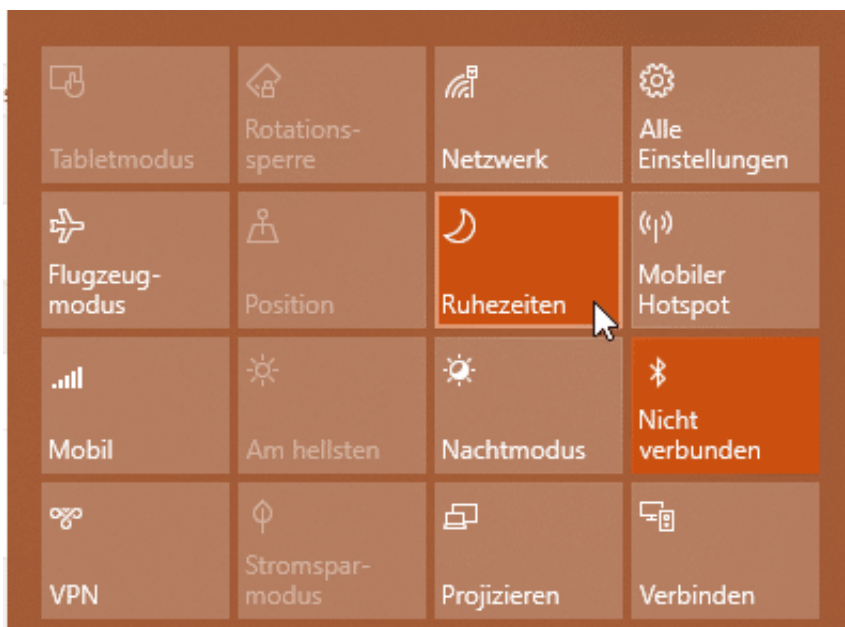 Tabletmodus
Rotations-
sperre
Netzwerk
Alle
Einstellungen
Flugzeug-
modus
Position
Ruhezeiten
Mobiler
Hotspot
Mobil
Am hellsten
Nachtmodus
Nicht
verbunden
VPN
Stromspar-
modus
Projizieren
Verbinden